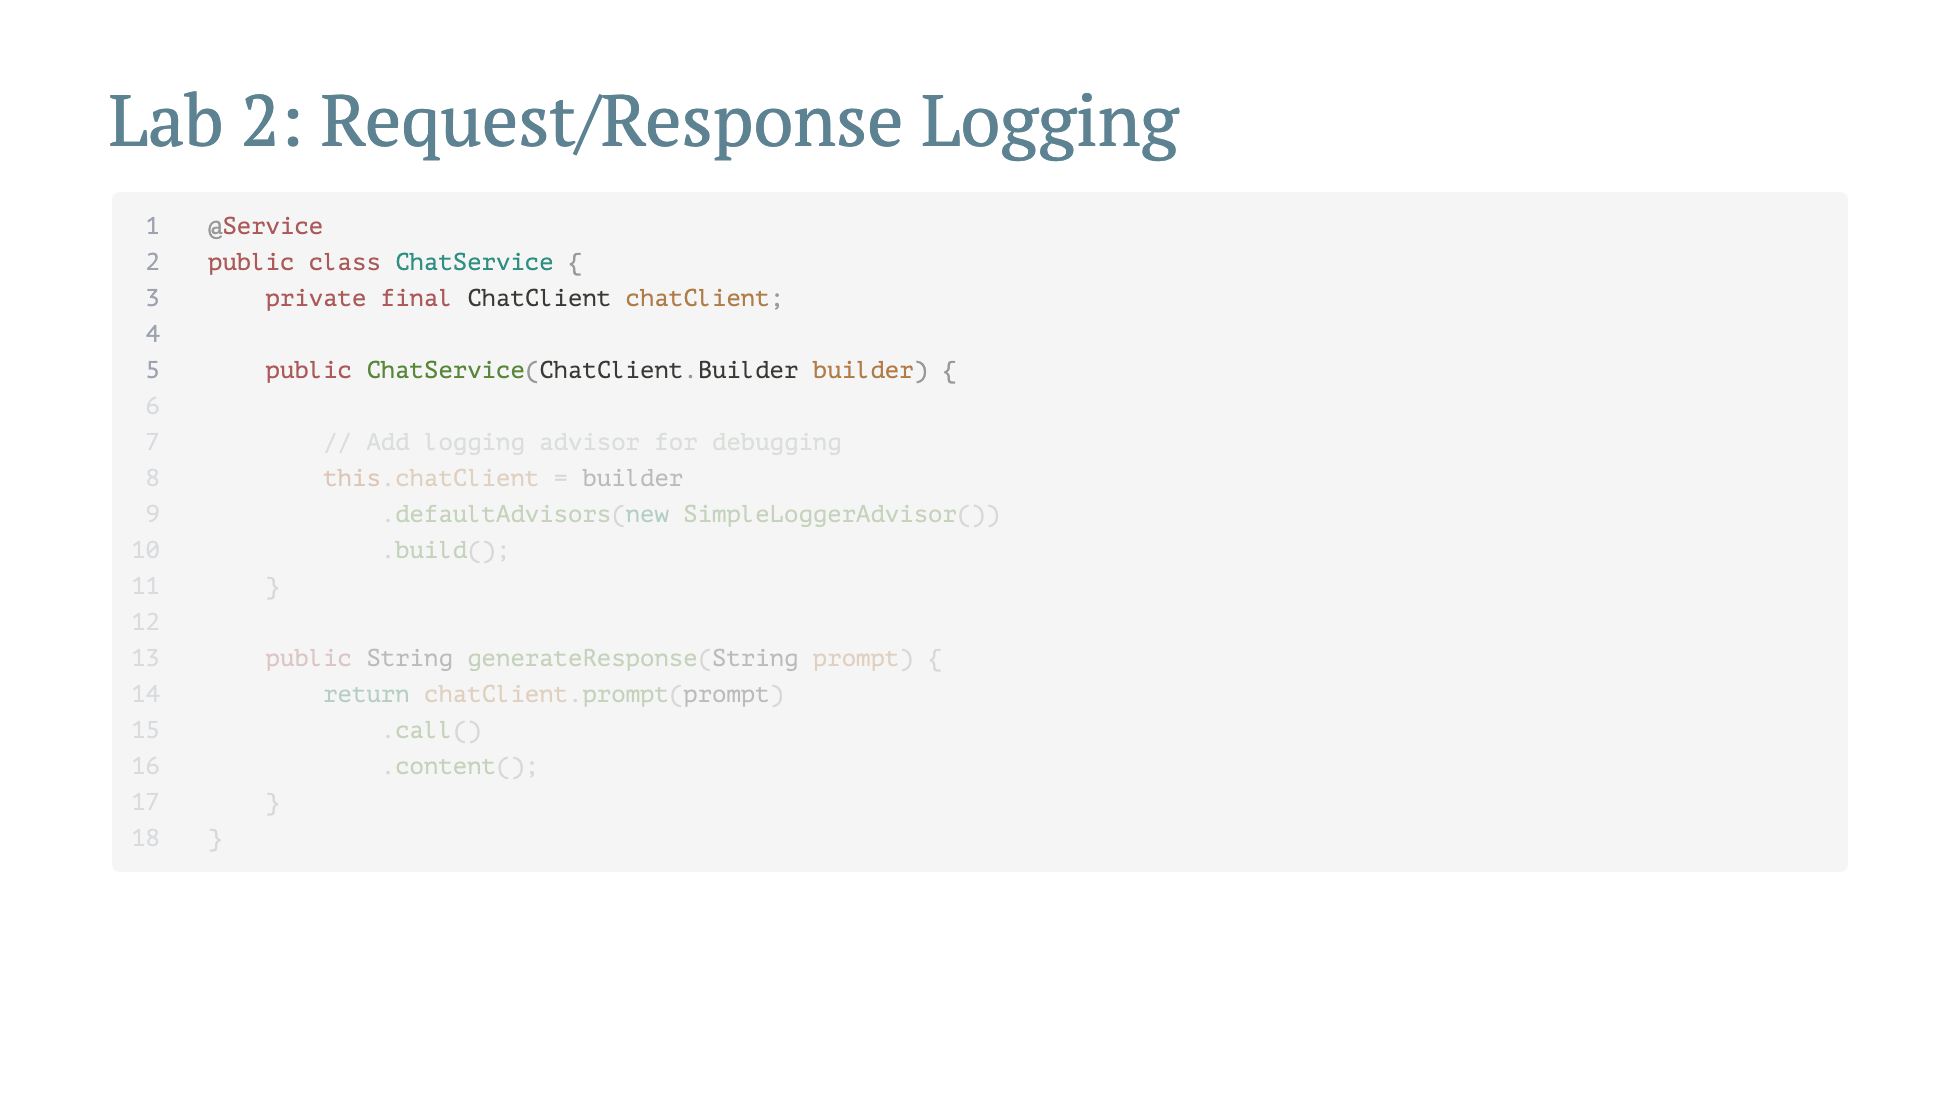 Lab 2: Request/Response Logging
1 @Service
2 public class ChatService {
3     private final ChatClient chatClient;
4
5     public ChatService(ChatClient.Builder builder) {
6
7         // Add logging advisor for debugging
8         this.chatClient = builder
9             .defaultAdvisors(new SimpleLoggerAdvisor())
10             .build();
11     }
12
13     public String generateResponse(String prompt) {
14         return chatClient.prompt(prompt)
15             .call()
16             .content();
17     }
18 }